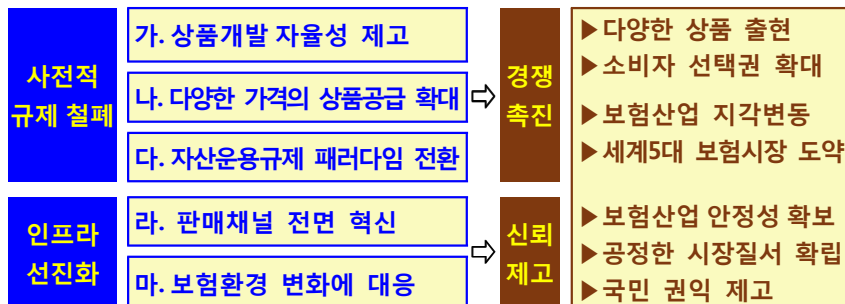 사전적
규제 철폐
가. 상품개발 자율성 제고
나. 다양한 가격의 상품공급 확대
다. 자산운용규제 패러다임 전환
경쟁
촉진
▶다양한 상품 출현
▶소비자 선택권 확대
▶보험산업 지각변동
▶세계5대 보험시장 도약
인프라
선진화
라. 판매채널 전면 혁신
마. 보험환경 변화에 대응
신뢰
제고
▶보험산업 안정성 확보
▶공정한 시장질서 확립
▶국민 권익 제고